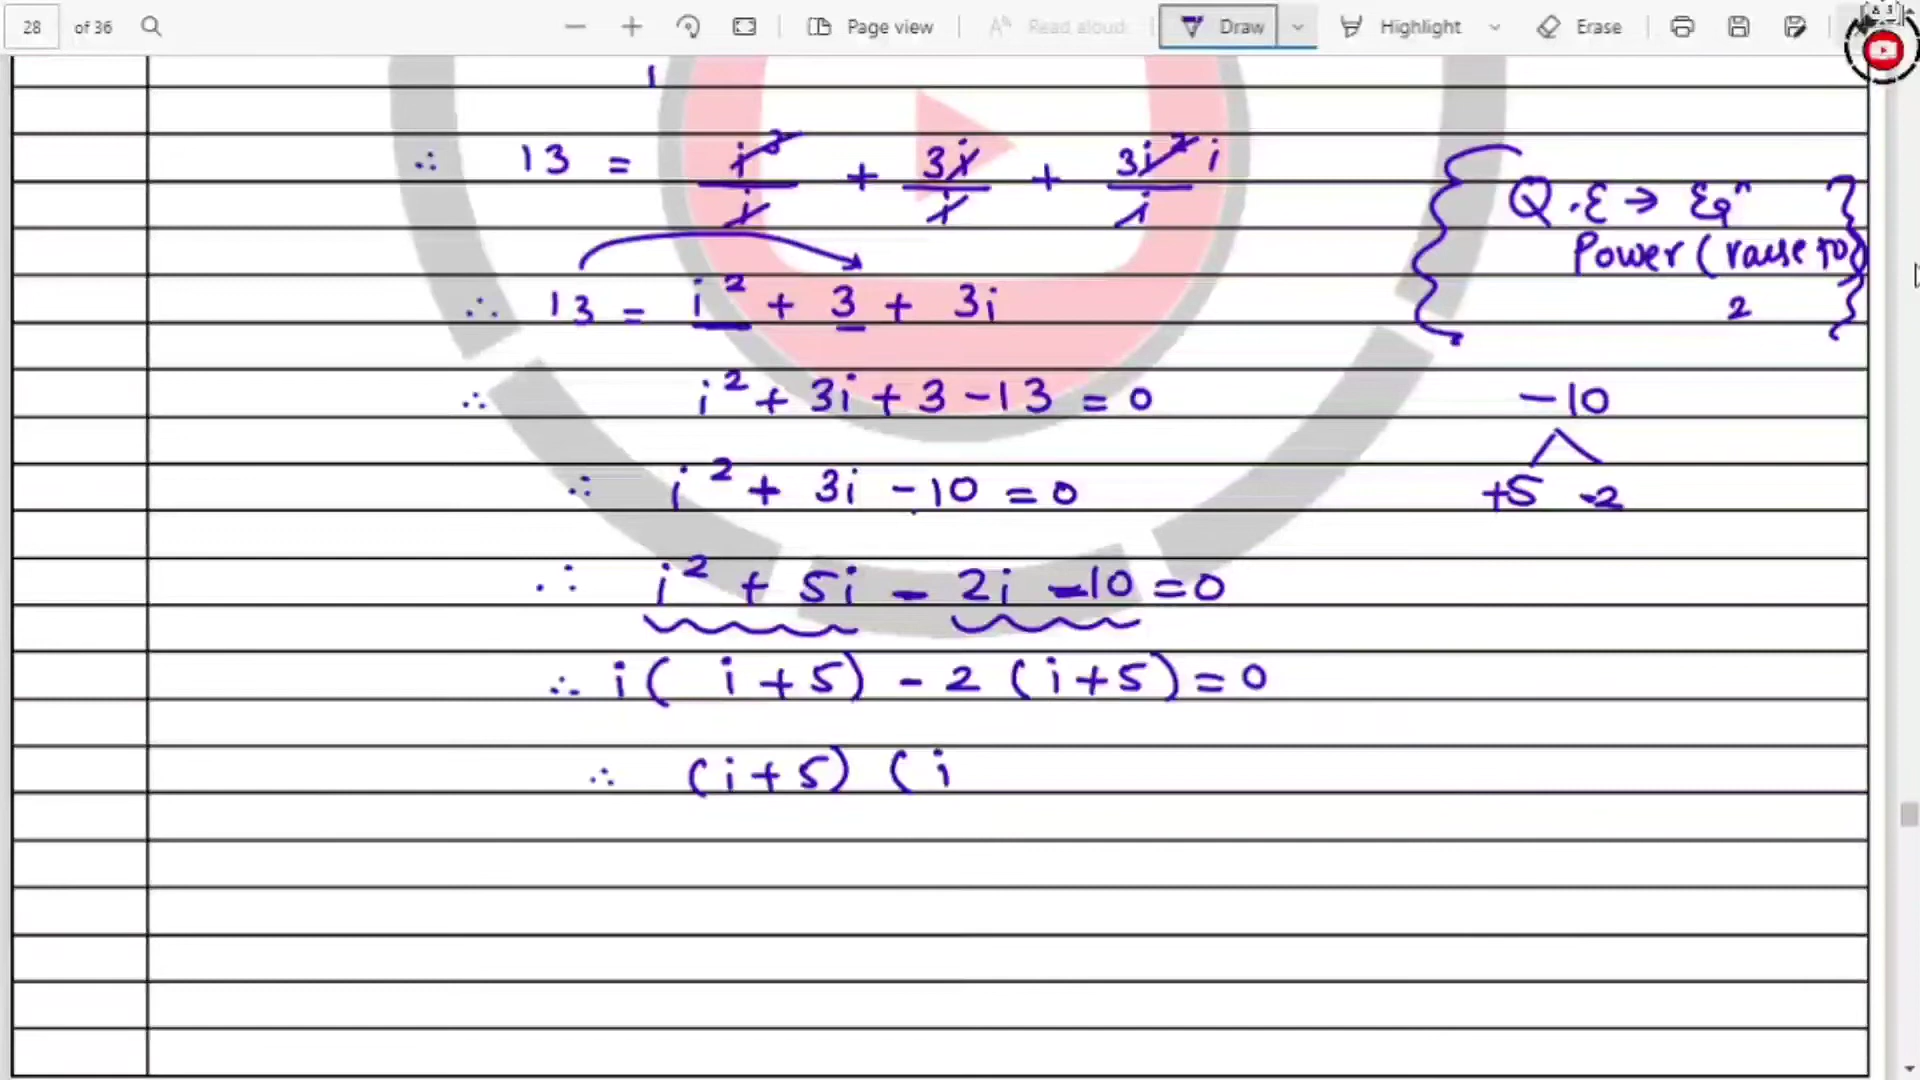 28 of 36 Page view Read aloud Draw Highlight Erase
∴ 13 = i³/i + 3i/i + 3i² i/i
Q.E → Eqⁿ
Power (raise to)
2
∴ 13 = i² + 3 + 3i
∴ i² + 3i + 3 - 13 = 0
-10
∴ i² + 3i - 10 = 0
+5 -2
∴ i² + 5i - 2i - 10 = 0
∴ i( i + 5) - 2 (i + 5) = 0
∴ (i + 5) (i